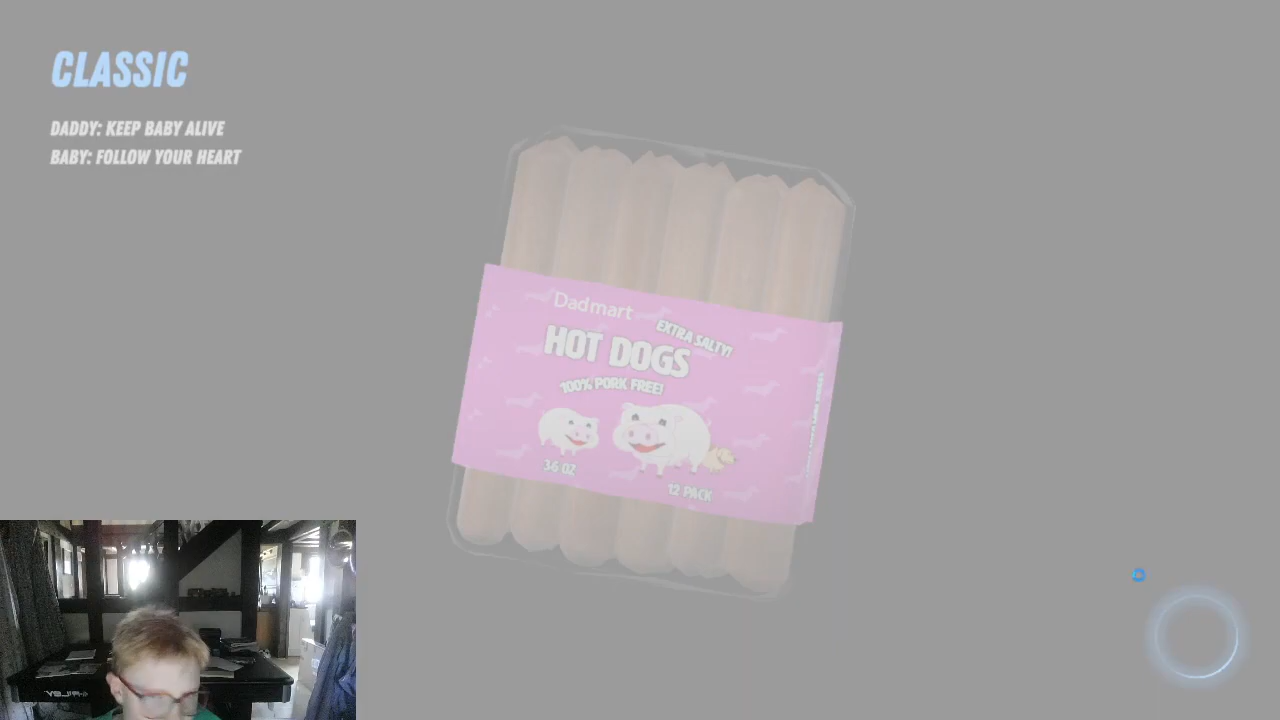 CLASSIC
DADDY: KEEP BABY ALIVE
BABY: FOLLOW YOUR HEART
Dadmart
EXTRA SALTY!
HOT DOGS
100% PORK FREE!
36 OZ
12 PACK